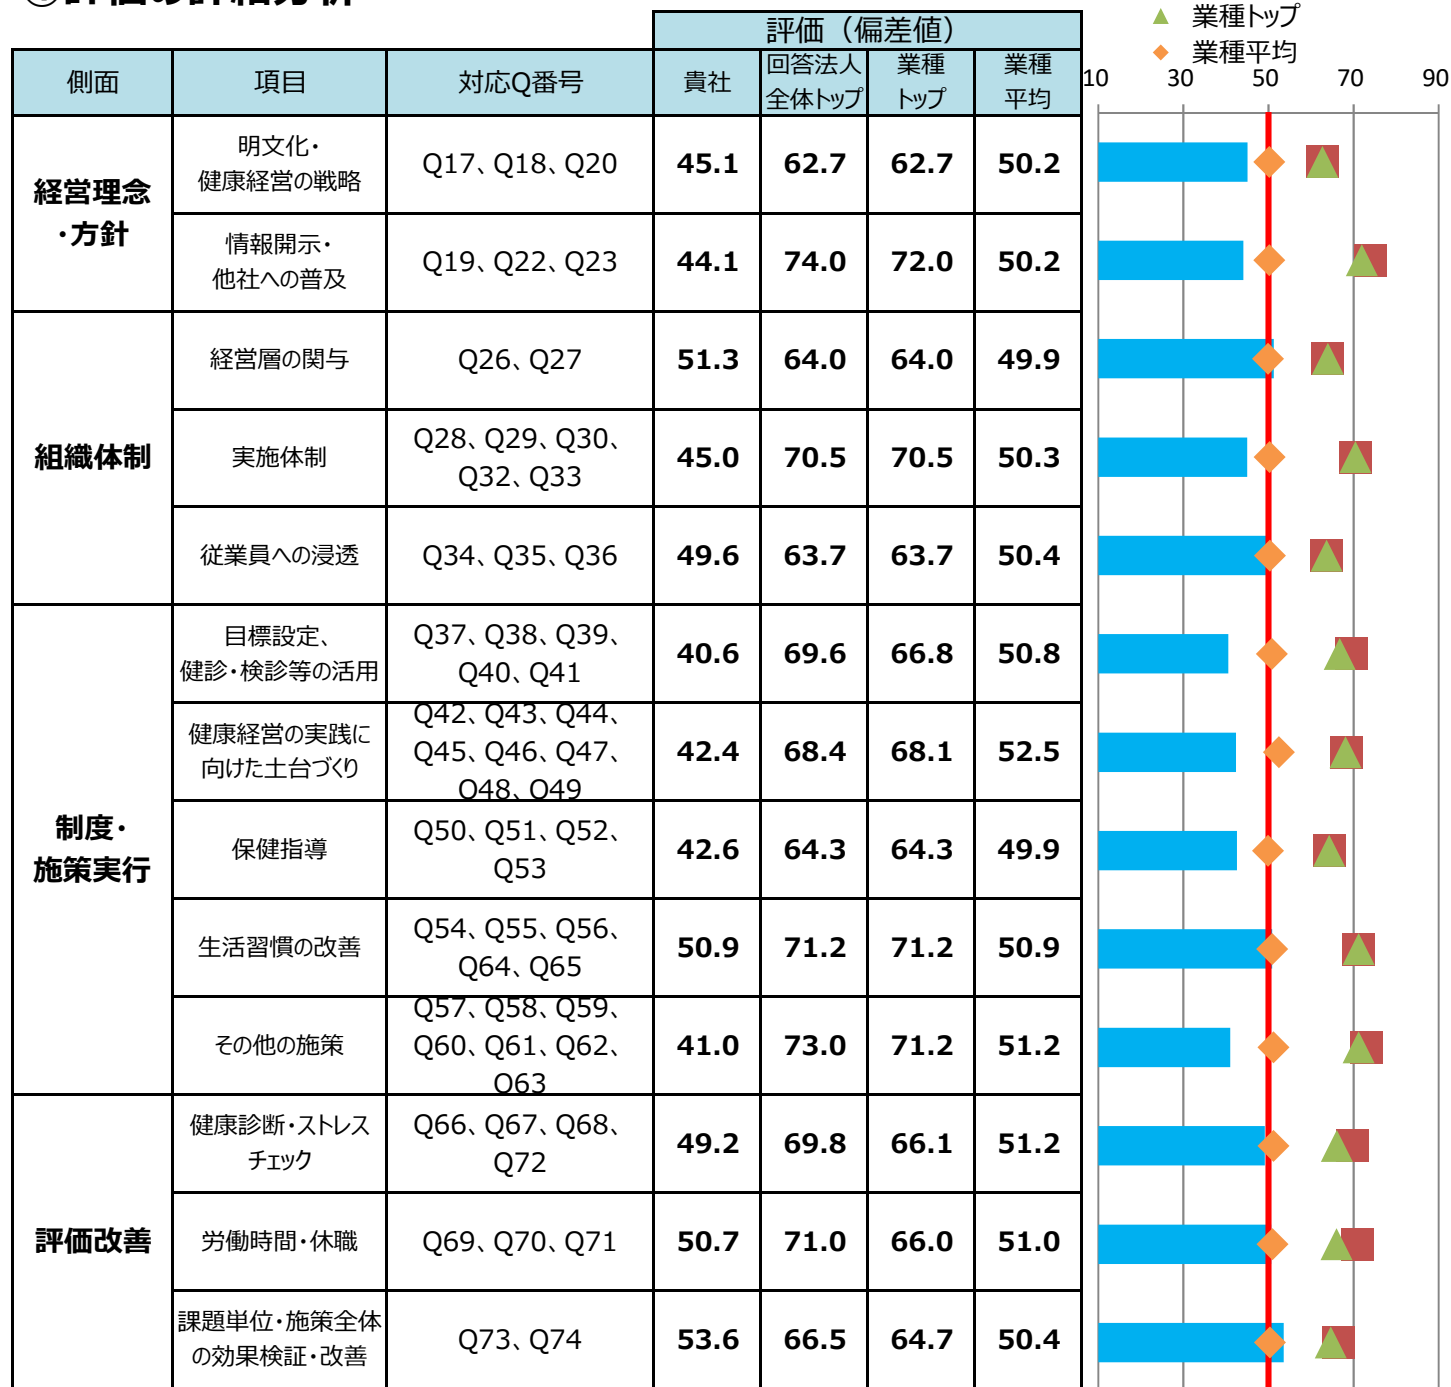 ▲ 業種トップ
◆ 業種平均
評価（偏差値）
側面 項目 対応Q番号 貴社 回答法人全体トップ 業種トップ 業種平均
10 30 50 70 90
経営理念・方針
明文化・健康経営の戦略 Q17、Q18、Q20 45.1 62.7 62.7 50.2
情報開示・他社への普及 Q19、Q22、Q23 44.1 74.0 72.0 50.2
組織体制
経営層の関与 Q26、Q27 51.3 64.0 64.0 49.9
実施体制 Q28、Q29、Q30、Q32、Q33 45.0 70.5 70.5 50.3
従業員への浸透 Q34、Q35、Q36 49.6 63.7 63.7 50.4
制度・施策実行
目標設定、健診・検診等の活用 Q37、Q38、Q39、Q40、Q41 40.6 69.6 66.8 50.8
健康経営の実践に向けた土台づくり Q42、Q43、Q44、Q45、Q46、Q47、Q48、Q49 42.4 68.4 68.1 52.5
保健指導 Q50、Q51、Q52、Q53 42.6 64.3 64.3 49.9
生活習慣の改善 Q54、Q55、Q56、Q64、Q65 50.9 71.2 71.2 50.9
その他の施策 Q57、Q58、Q59、Q60、Q61、Q62、Q63 41.0 73.0 71.2 51.2
評価改善
健康診断・ストレスチェック Q66、Q67、Q68、Q72 49.2 69.8 66.1 51.2
労働時間・休職 Q69、Q70、Q71 50.7 71.0 66.0 51.0
課題単位・施策全体の効果検証・改善 Q73、Q74 53.6 66.5 64.7 50.4